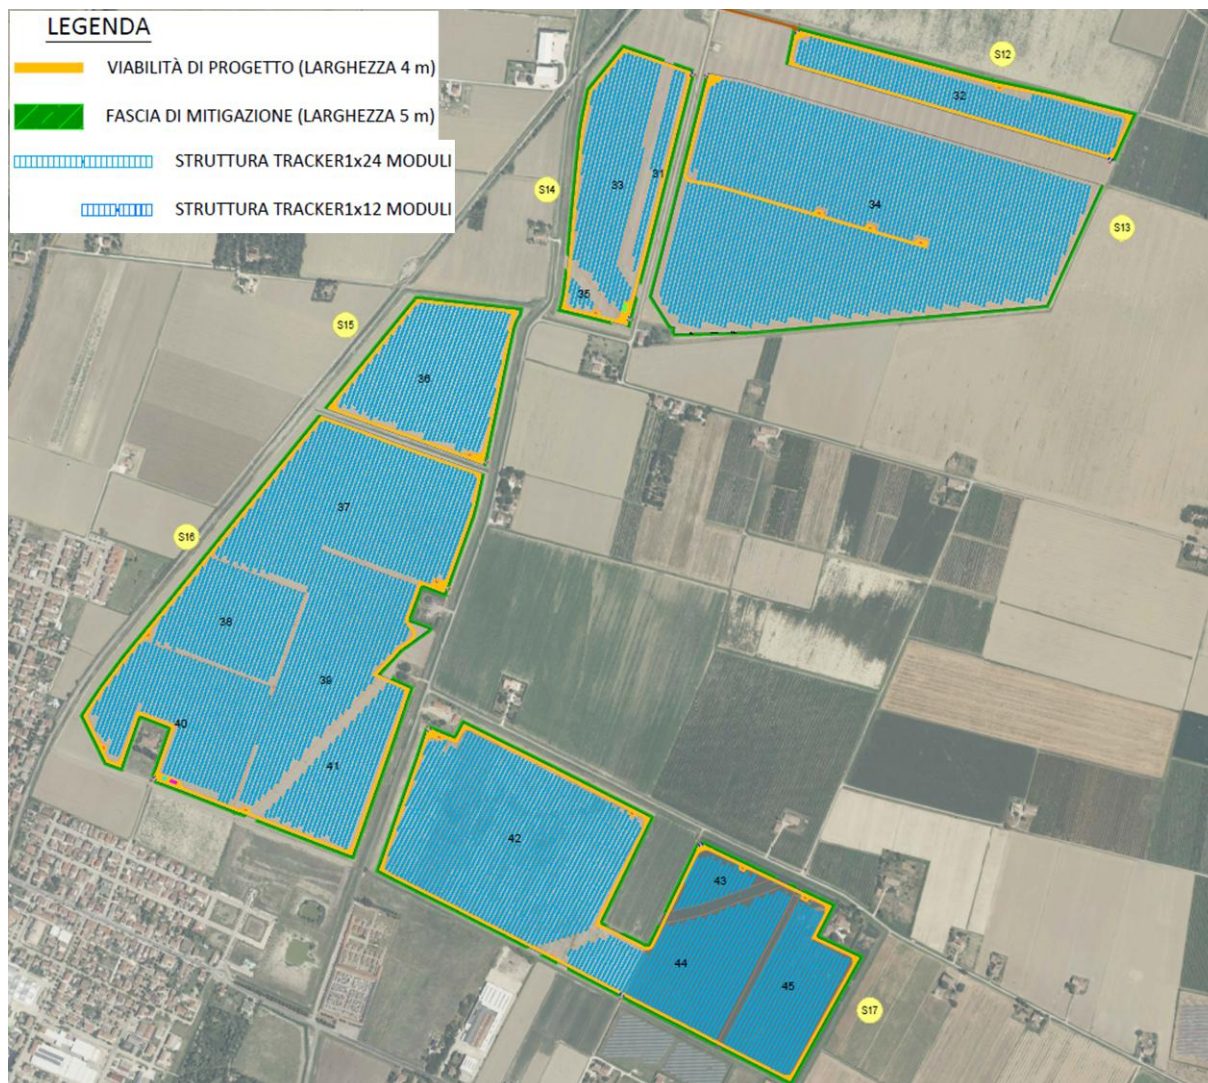 LEGENDA
VIABILITÀ DI PROGETTO (LARGHEZZA 4 m)
FASCIA DI MITIGAZIONE (LARGHEZZA 5 m)
STRUTTURA TRACKER1x24 MODULI
STRUTTURA TRACKER1x12 MODULI
S12
32
31
33
S14
34
S13
35
S15
36
37
S16
38
39
40
41
42
43
44
45
S17